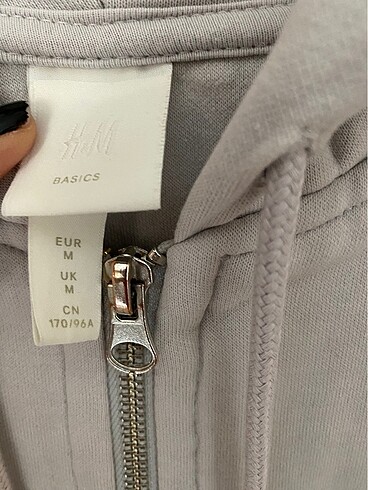 H&M
BASICS
EUR
M
UK
M
CN
170/96A